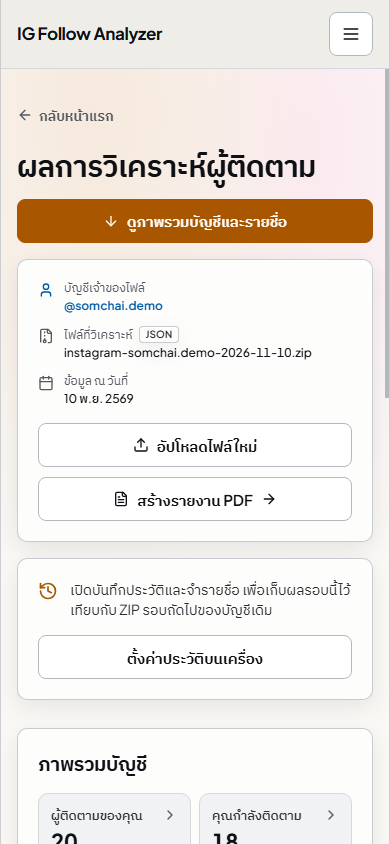 IG Follow Analyzer
กลับหน้าแรก
ผลการวิเคราะห์ผู้ติดตาม
ดูภาพรวมบัญชีและรายชื่อ
บัญชีเจ้าของไฟล์
@somchai.demo
ไฟล์ที่วิเคราะห์ JSON
instagram-somchai.demo-2026-11-10.zip
ข้อมูล ณ วันที่
10 พ.ย. 2569
อัปโหลดไฟล์ใหม่
สร้างรายงาน PDF
เปิดบันทึกประวัติและจำรายชื่อ เพื่อเก็บผลรอบนี้ไว้
เทียบกับ ZIP รอบถัดไปของบัญชีเดิม
ตั้งค่าประวัติบนเครื่อง
ภาพรวมบัญชี
ผู้ติดตามของคุณ
20
คุณกำลังติดตาม
18